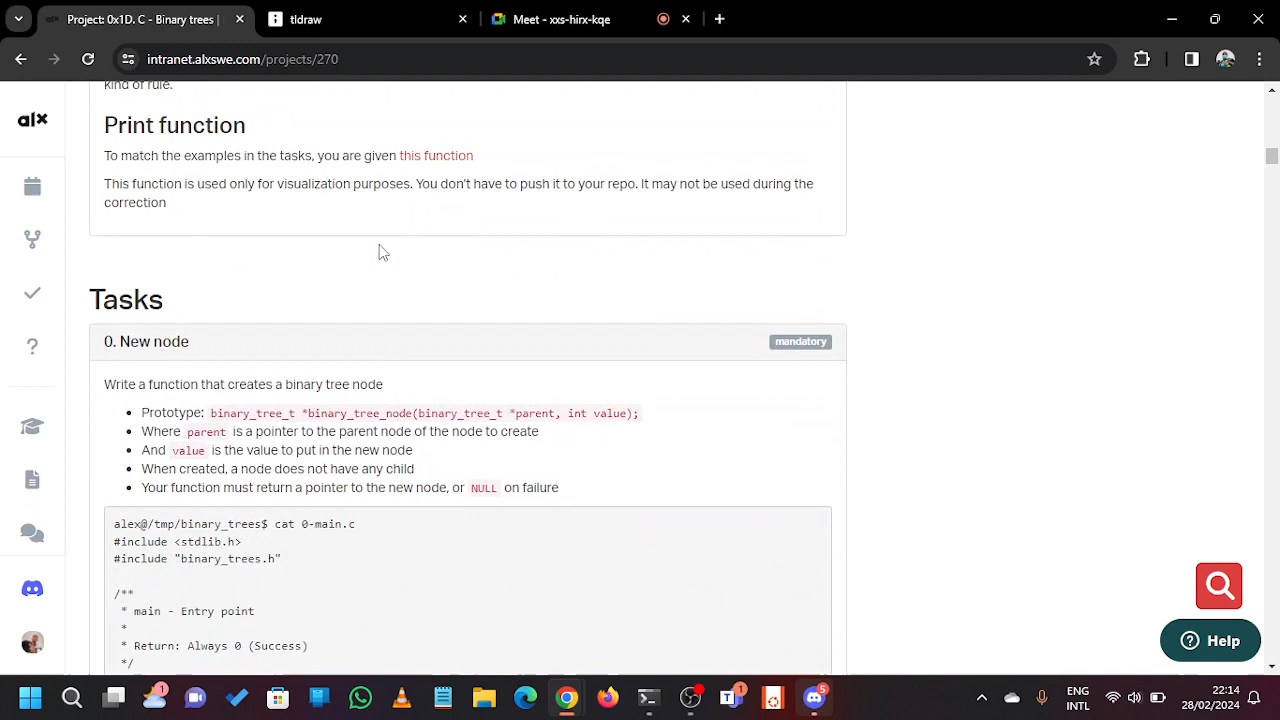 Project: 0x1D. C - Binary trees |
tldraw
Meet - xxs-hirx-kqe
intranet.alxswe.com/projects/270
kind of rule.
alx
Print function
To match the examples in the tasks, you are given this function
This function is used only for visualization purposes. You don't have to push it to your repo. It may not be used during the
correction
Tasks
0. New node
mandatory
Write a function that creates a binary tree node
• Prototype: binary_tree_t *binary_tree_node(binary_tree_t *parent, int value);
• Where parent is a pointer to the parent node of the node to create
• And value is the value to put in the new node
• When created, a node does not have any child
• Your function must return a pointer to the new node, or NULL on failure
alex@/tmp/binary_trees$ cat 0-main.c
#include <stdlib.h>
#include "binary_trees.h"
/**
* main - Entry point
*
* Return: Always 0 (Success)
*/
Help
1
1
5
ENG
INTL
22:14
28/02/2024